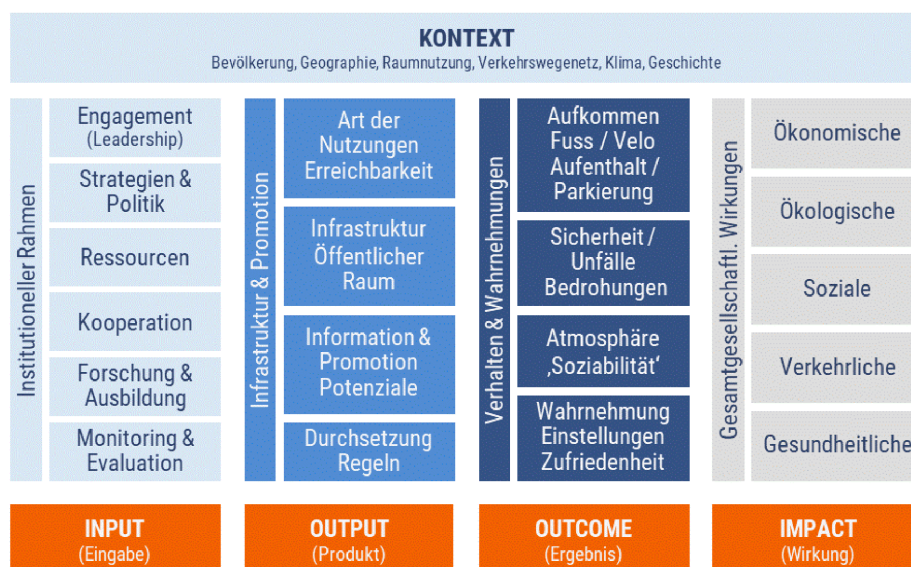 KONTEXT
Bevölkerung, Geographie, Raumnutzung, Verkehrswegenetz, Klima, Geschichte
Institutioneller Rahmen
Engagement
(Leadership)
Strategien &
Politik
Ressourcen
Kooperation
Forschung &
Ausbildung
Monitoring &
Evaluation
INPUT
(Eingabe)
Infrastruktur & Promotion
Art der
Nutzungen
Erreichbarkeit
Infrastruktur
Öffentlicher
Raum
Information &
Promotion
Potenziale
Durchsetzung
Regeln
OUTPUT
(Produkt)
Verhalten & Wahrnehmungen
Aufkommen
Fuss / Velo
Aufenthalt /
Parkierung
Sicherheit /
Unfälle
Bedrohungen
Atmosphäre
‚Soziabilität‘
Wahrnehmung
Einstellungen
Zufriedenheit
OUTCOME
(Ergebnis)
Gesamtgesellschaftl. Wirkungen
Ökonomische
Ökologische
Soziale
Verkehrliche
Gesundheitliche
IMPACT
(Wirkung)